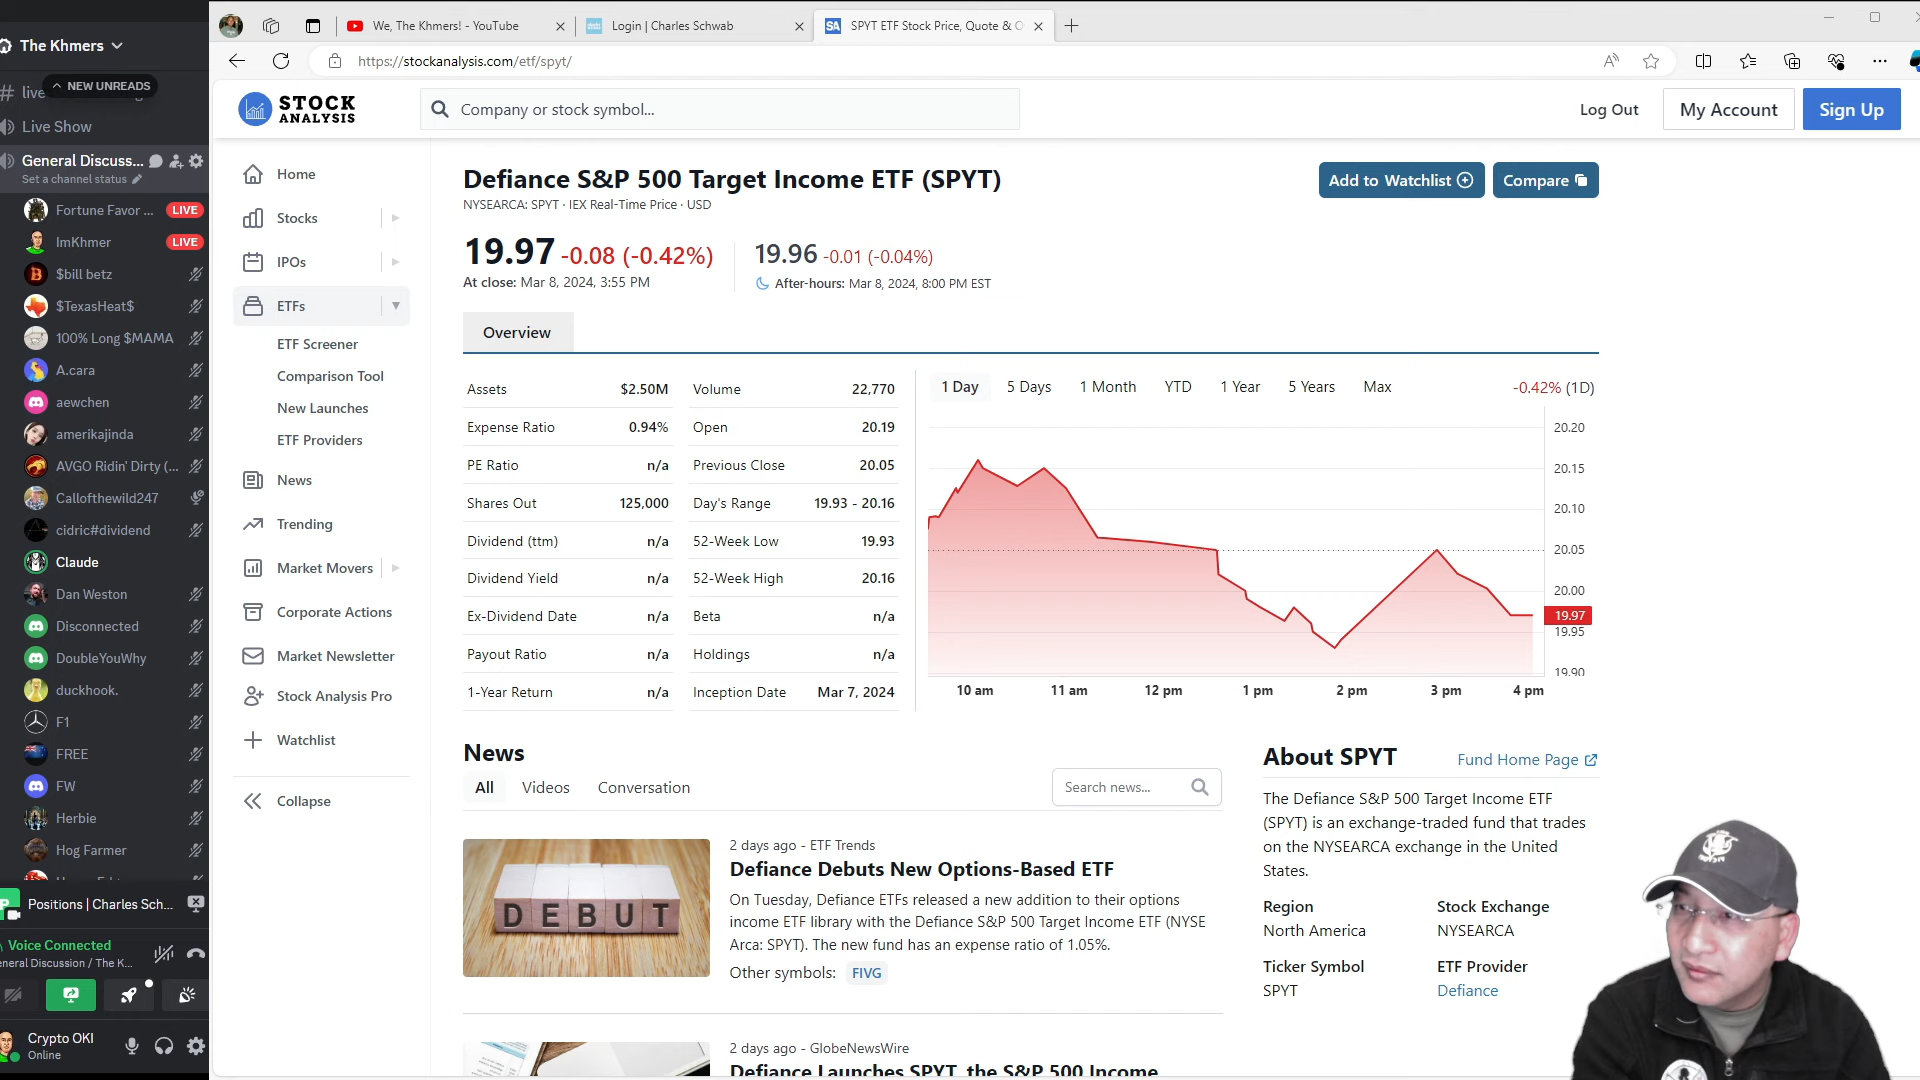 The Khmers
NEW UNREADS
# live
Live Show
General Discuss...
Set a channel status
Fortune Favor ... LIVE
ImKhmer LIVE
$bill betz
$TexasHeat$
100% Long $MAMA
A.cara
aewchen
amerikajinda
AVGO Ridin' Dirty (...
Callofthewild247
cidric#dividend
Claude
Dan Weston
Disconnected
DoubleYouWhy
duckhook.
F1
FREE
FW
Herbie
Hog Farmer
Positions | Charles Sch...
Voice Connected
eneral Discussion / The K...
Crypto OKI
Online
We, The Khmers! - YouTube
Login | Charles Schwab
SA SPYT ETF Stock Price, Quote & O
https://stockanalysis.com/etf/spyt/
STOCK
ANALYSIS
Company or stock symbol...
Log Out
My Account
Sign Up
Home
Stocks
IPOs
ETFs
ETF Screener
Comparison Tool
New Launches
ETF Providers
News
Trending
Market Movers
Corporate Actions
Market Newsletter
Stock Analysis Pro
Watchlist
Collapse
Defiance S&P 500 Target Income ETF (SPYT)
NYSEARCA: SPYT · IEX Real-Time Price · USD
Add to Watchlist
Compare
19.97 -0.08 (-0.42%)
At close: Mar 8, 2024, 3:55 PM
19.96 -0.01 (-0.04%)
After-hours: Mar 8, 2024, 8:00 PM EST
Overview
Assets $2.50M
Expense Ratio 0.94%
PE Ratio n/a
Shares Out 125,000
Dividend (ttm) n/a
Dividend Yield n/a
Ex-Dividend Date n/a
Payout Ratio n/a
1-Year Return n/a
Volume 22,770
Open 20.19
Previous Close 20.05
Day's Range 19.93 - 20.16
52-Week Low 19.93
52-Week High 20.16
Beta n/a
Holdings n/a
Inception Date Mar 7, 2024
1 Day 5 Days 1 Month YTD 1 Year 5 Years Max
-0.42% (1D)
20.20
20.15
20.10
20.05
20.00
19.97
19.95
19.90
10 am 11 am 12 pm 1 pm 2 pm 3 pm 4 pm
News
All Videos Conversation
Search news...
DEBUT
2 days ago - ETF Trends
Defiance Debuts New Options-Based ETF
On Tuesday, Defiance ETFs released a new addition to their options
income ETF library with the Defiance S&P 500 Target Income ETF (NYSE
Arca: SPYT). The new fund has an expense ratio of 1.05%.
Other symbols: FIVG
2 days ago - GlobeNewsWire
Defiance Launches SPYT, the S&P 500 Income
About SPYT
Fund Home Page
The Defiance S&P 500 Target Income ETF
(SPYT) is an exchange-traded fund that trades
on the NYSEARCA exchange in the United
States.
Region
North America
Stock Exchange
NYSEARCA
Ticker Symbol
SPYT
ETF Provider
Defiance